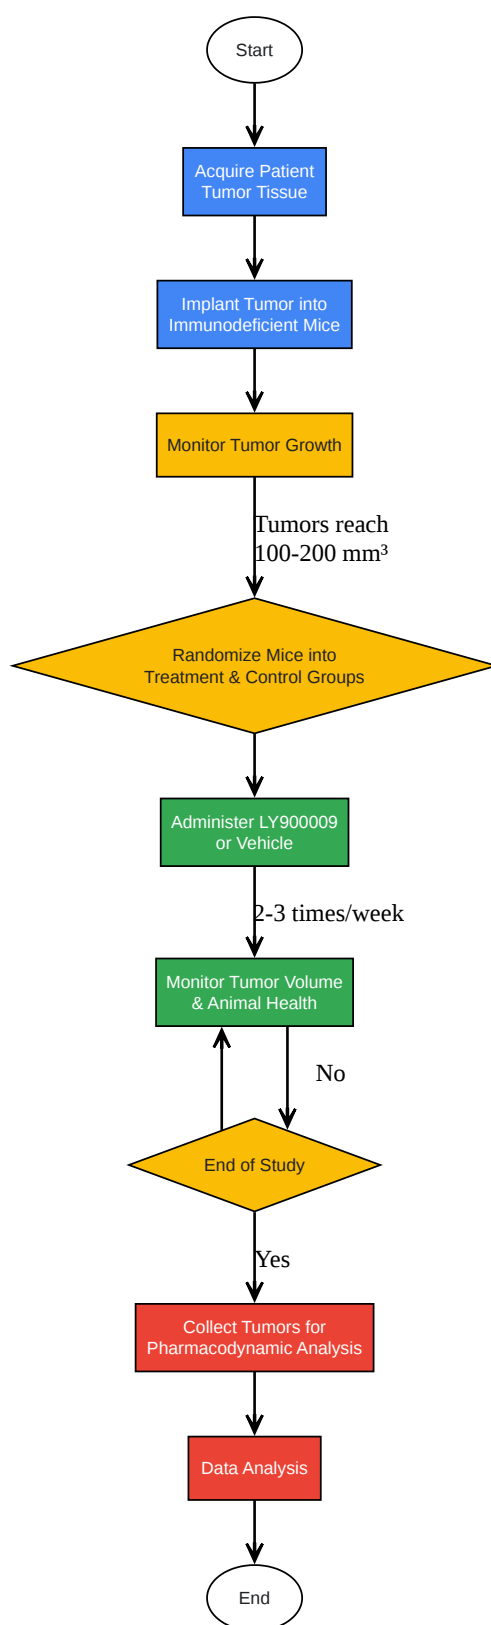 Start
Acquire Patient
Tumor Tissue
Implant Tumor into
Immunodeficient Mice
Monitor Tumor Growth
Tumors reach
100-200 mm³
Randomize Mice into
Treatment & Control Groups
Administer LY900009
or Vehicle
2-3 times/week
Monitor Tumor Volume
& Animal Health
No
End of Study
Yes
Collect Tumors for
Pharmacodynamic Analysis
Data Analysis
End